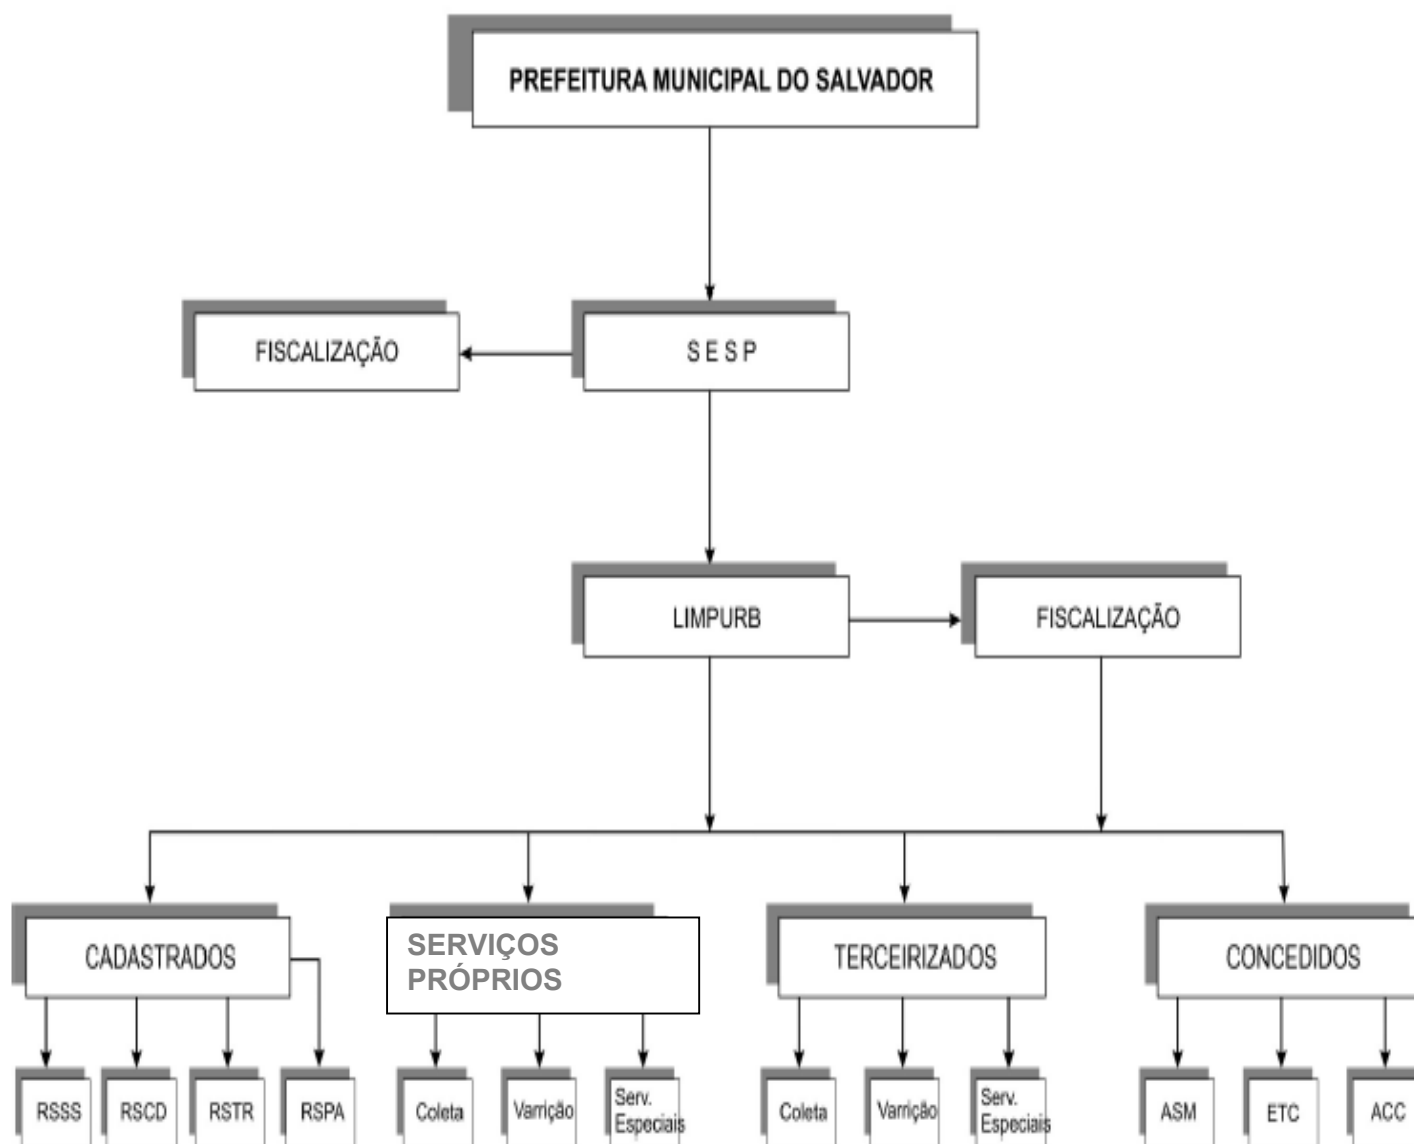 PREFEITURA MUNICIPAL DO SALVADOR
FISCALIZAÇÃO
S E S P
LIMPURB
FISCALIZAÇÃO
CADASTRADOS
SERVIÇOS
PRÓPRIOS
TERCEIRIZADOS
CONCEDIDOS
RSSS
RSCD
RSTR
RSPA
Coleta
Varrição
Serv.
Especiais
Coleta
Varrição
Serv.
Especiais
ASM
ETC
ACC